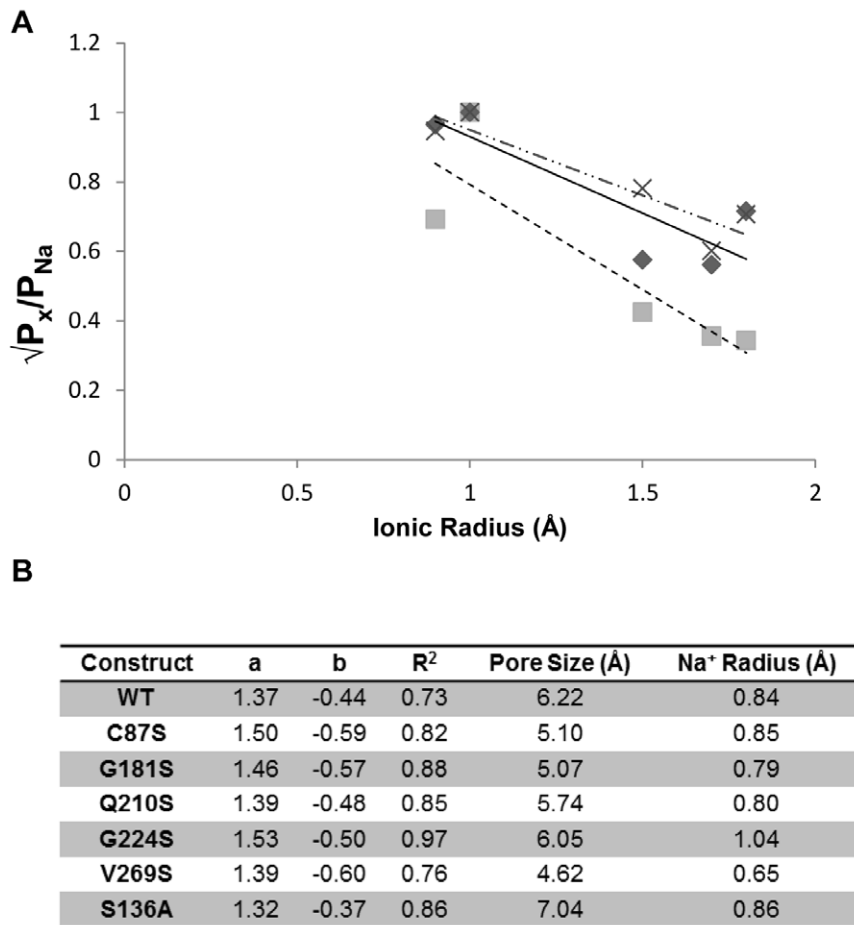 A
1.2
1
0.8
0.6
0.4
0.2
0
√Px/PNa
0 0.5 1 1.5 2
Ionic Radius (Å)
B
Construct a b R² Pore Size (Å) Na⁺ Radius (Å)
WT 1.37 -0.44 0.73 6.22 0.84
C87S 1.50 -0.59 0.82 5.10 0.85
G181S 1.46 -0.57 0.88 5.07 0.79
Q210S 1.39 -0.48 0.85 5.74 0.80
G224S 1.53 -0.50 0.97 6.05 1.04
V269S 1.39 -0.60 0.76 4.62 0.65
S136A 1.32 -0.37 0.86 7.04 0.86